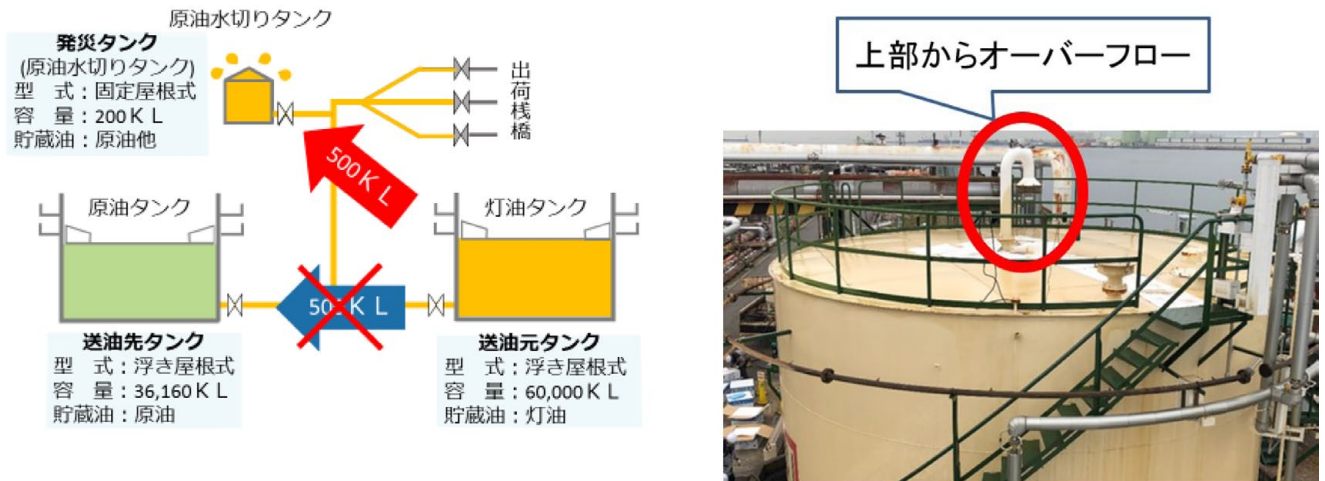 原油水切りタンク
発災タンク
(原油水切りタンク)
型　式：固定屋根式
容　量：200ＫＬ
貯蔵油：原油他
出荷桟橋
500ＫＬ
原油タンク
灯油タンク
500ＫＬ
送油先タンク
型　式：浮き屋根式
容　量：36,160ＫＬ
貯蔵油：原油
送油元タンク
型　式：浮き屋根式
容　量：60,000ＫＬ
貯蔵油：灯油
上部からオーバーフロー